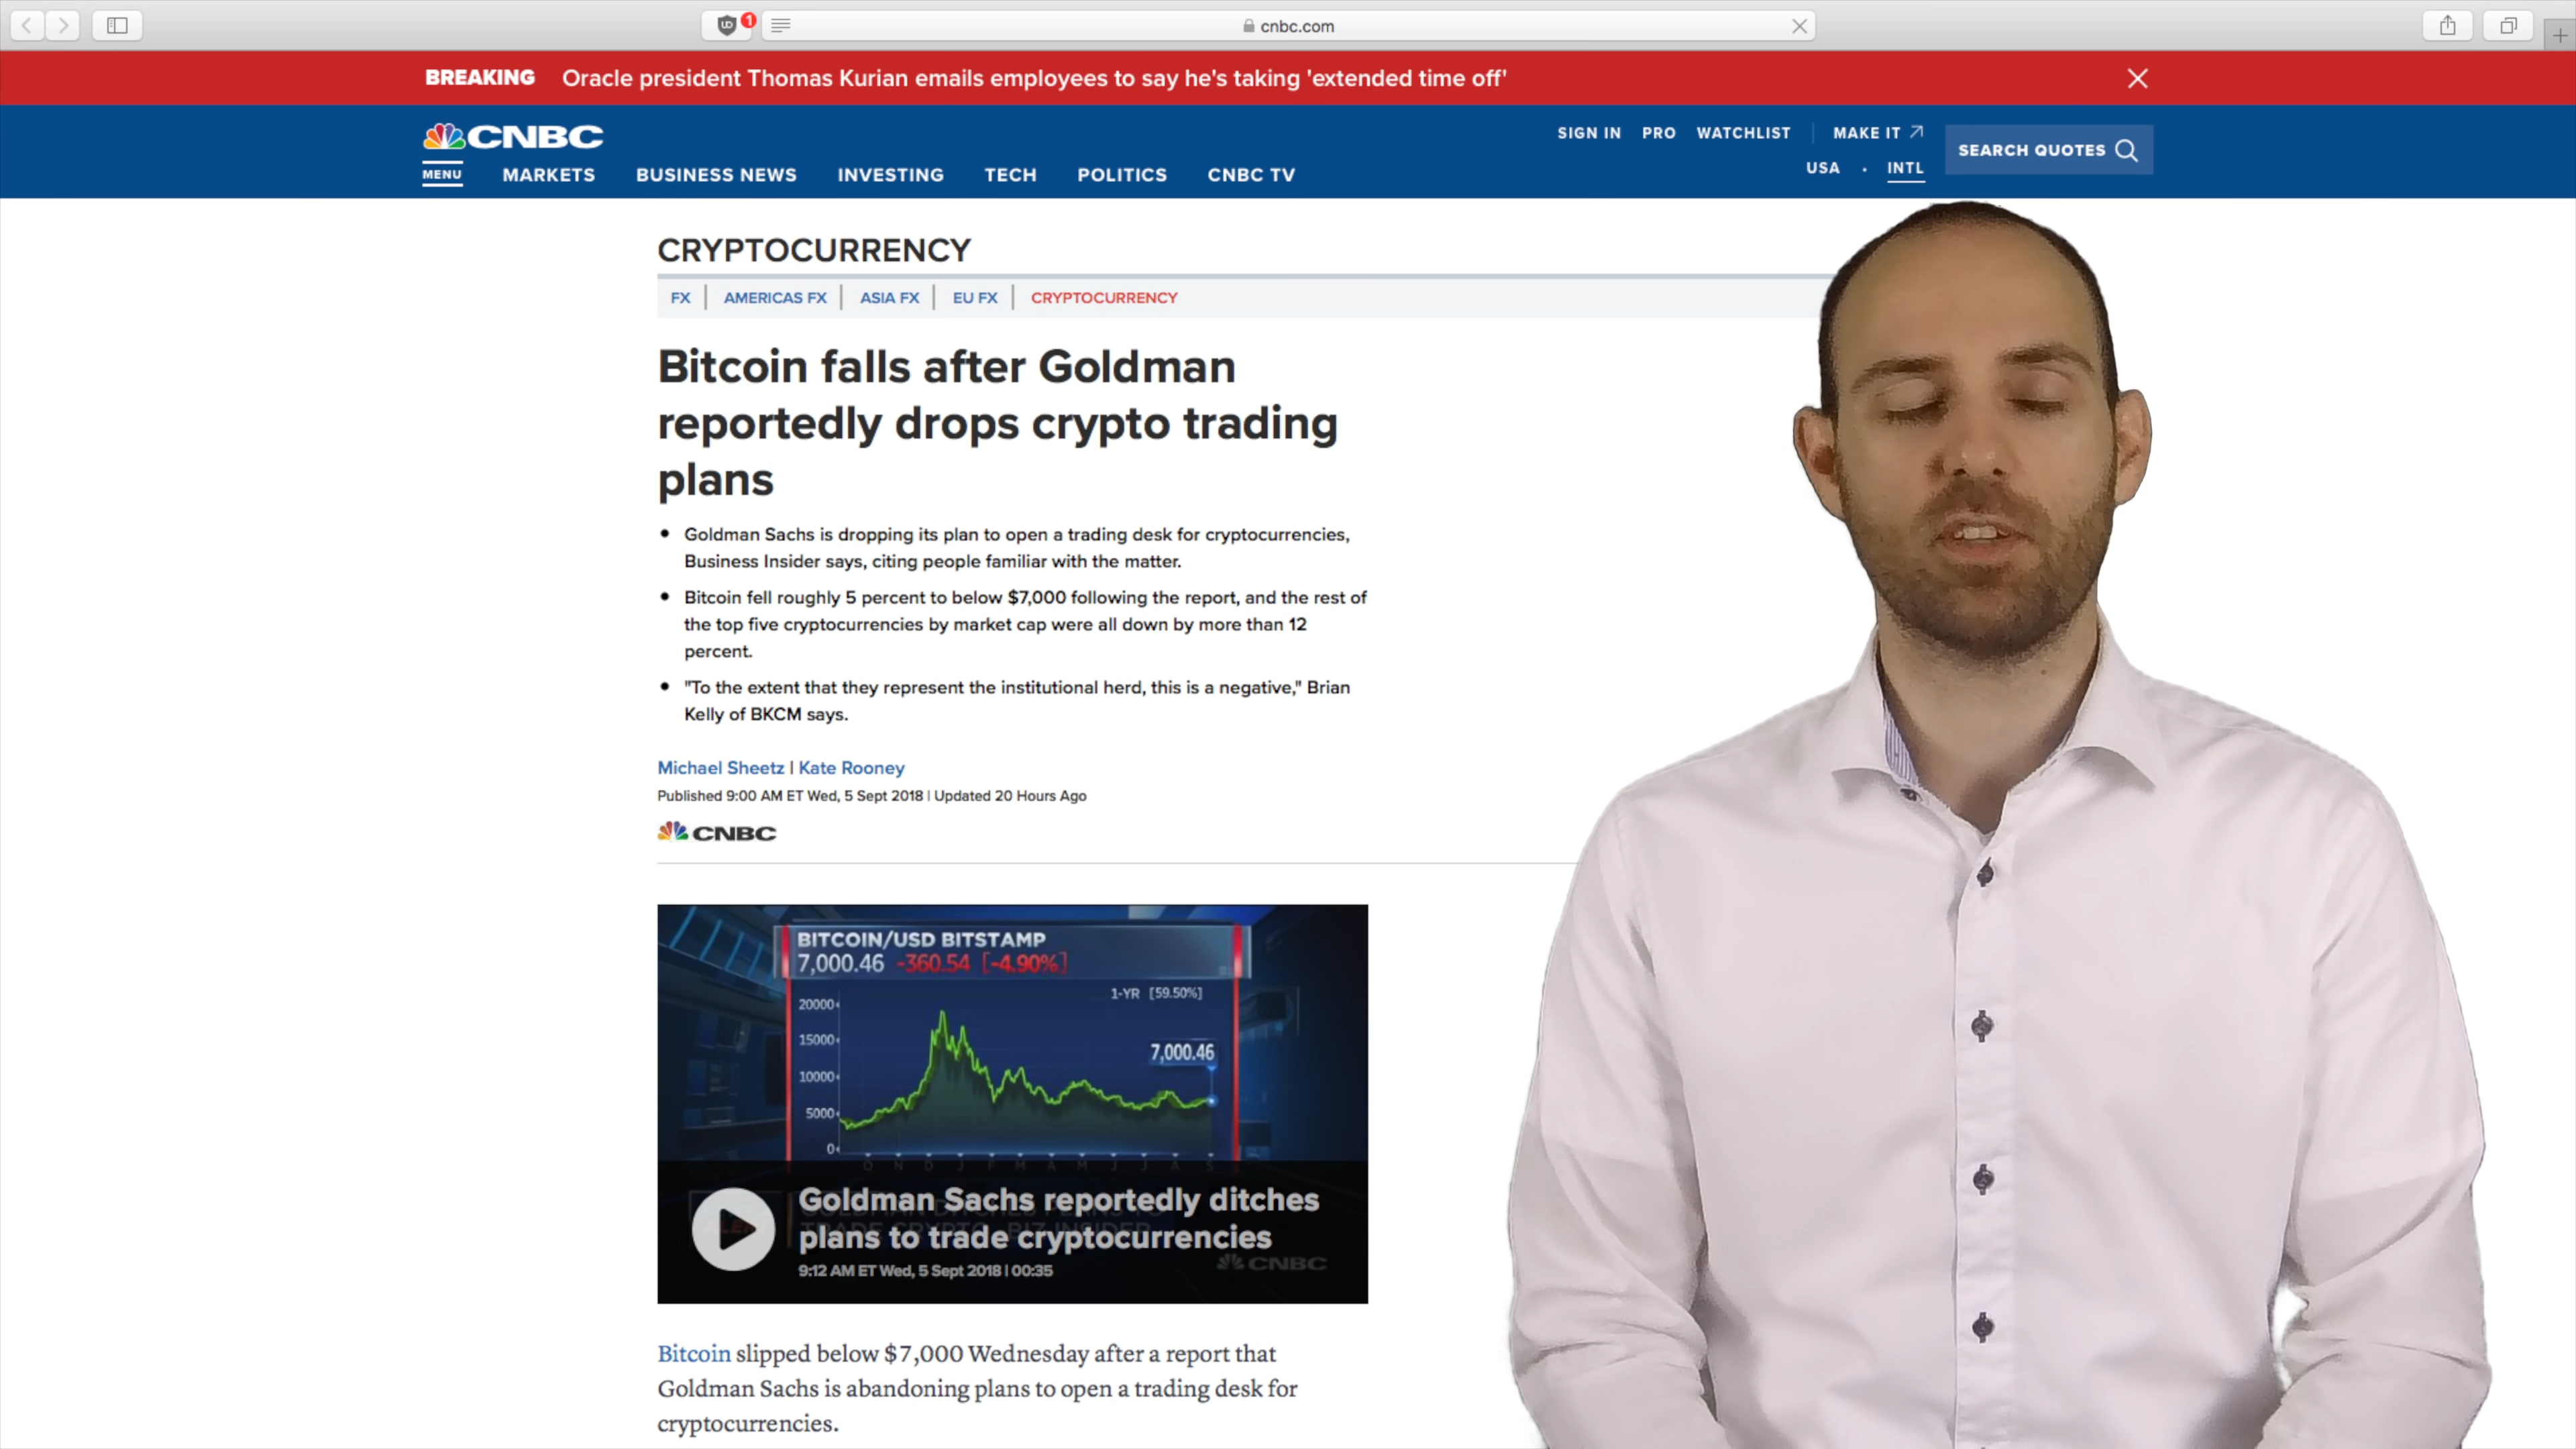 1
cnbc.com
BREAKING Oracle president Thomas Kurian emails employees to say he's taking 'extended time off'
CNBC
SIGN IN PRO WATCHLIST MAKE IT
SEARCH QUOTES
USA · INTL
MENU MARKETS BUSINESS NEWS INVESTING TECH POLITICS CNBC TV
CRYPTOCURRENCY
FX | AMERICAS FX | ASIA FX | EU FX | CRYPTOCURRENCY
Bitcoin falls after Goldman
reportedly drops crypto trading
plans
• Goldman Sachs is dropping its plan to open a trading desk for cryptocurrencies,
Business Insider says, citing people familiar with the matter.
• Bitcoin fell roughly 5 percent to below $7,000 following the report, and the rest of
the top five cryptocurrencies by market cap were all down by more than 12
percent.
• "To the extent that they represent the institutional herd, this is a negative," Brian
Kelly of BKCM says.
Michael Sheetz | Kate Rooney
Published 9:00 AM ET Wed, 5 Sept 2018 | Updated 20 Hours Ago
CNBC
BITCOIN/USD BITSTAMP
7,000.46 -360.54 [-4.90%]
1-YR [59.50%]
20000
15000
7,000.46
10000
5000
0
O N D J F M A M J J A S
Goldman Sachs reportedly ditches
plans to trade cryptocurrencies
CNBC
9:12 AM ET Wed, 5 Sept 2018 | 00:35
Bitcoin slipped below $7,000 Wednesday after a report that
Goldman Sachs is abandoning plans to open a trading desk for
cryptocurrencies.